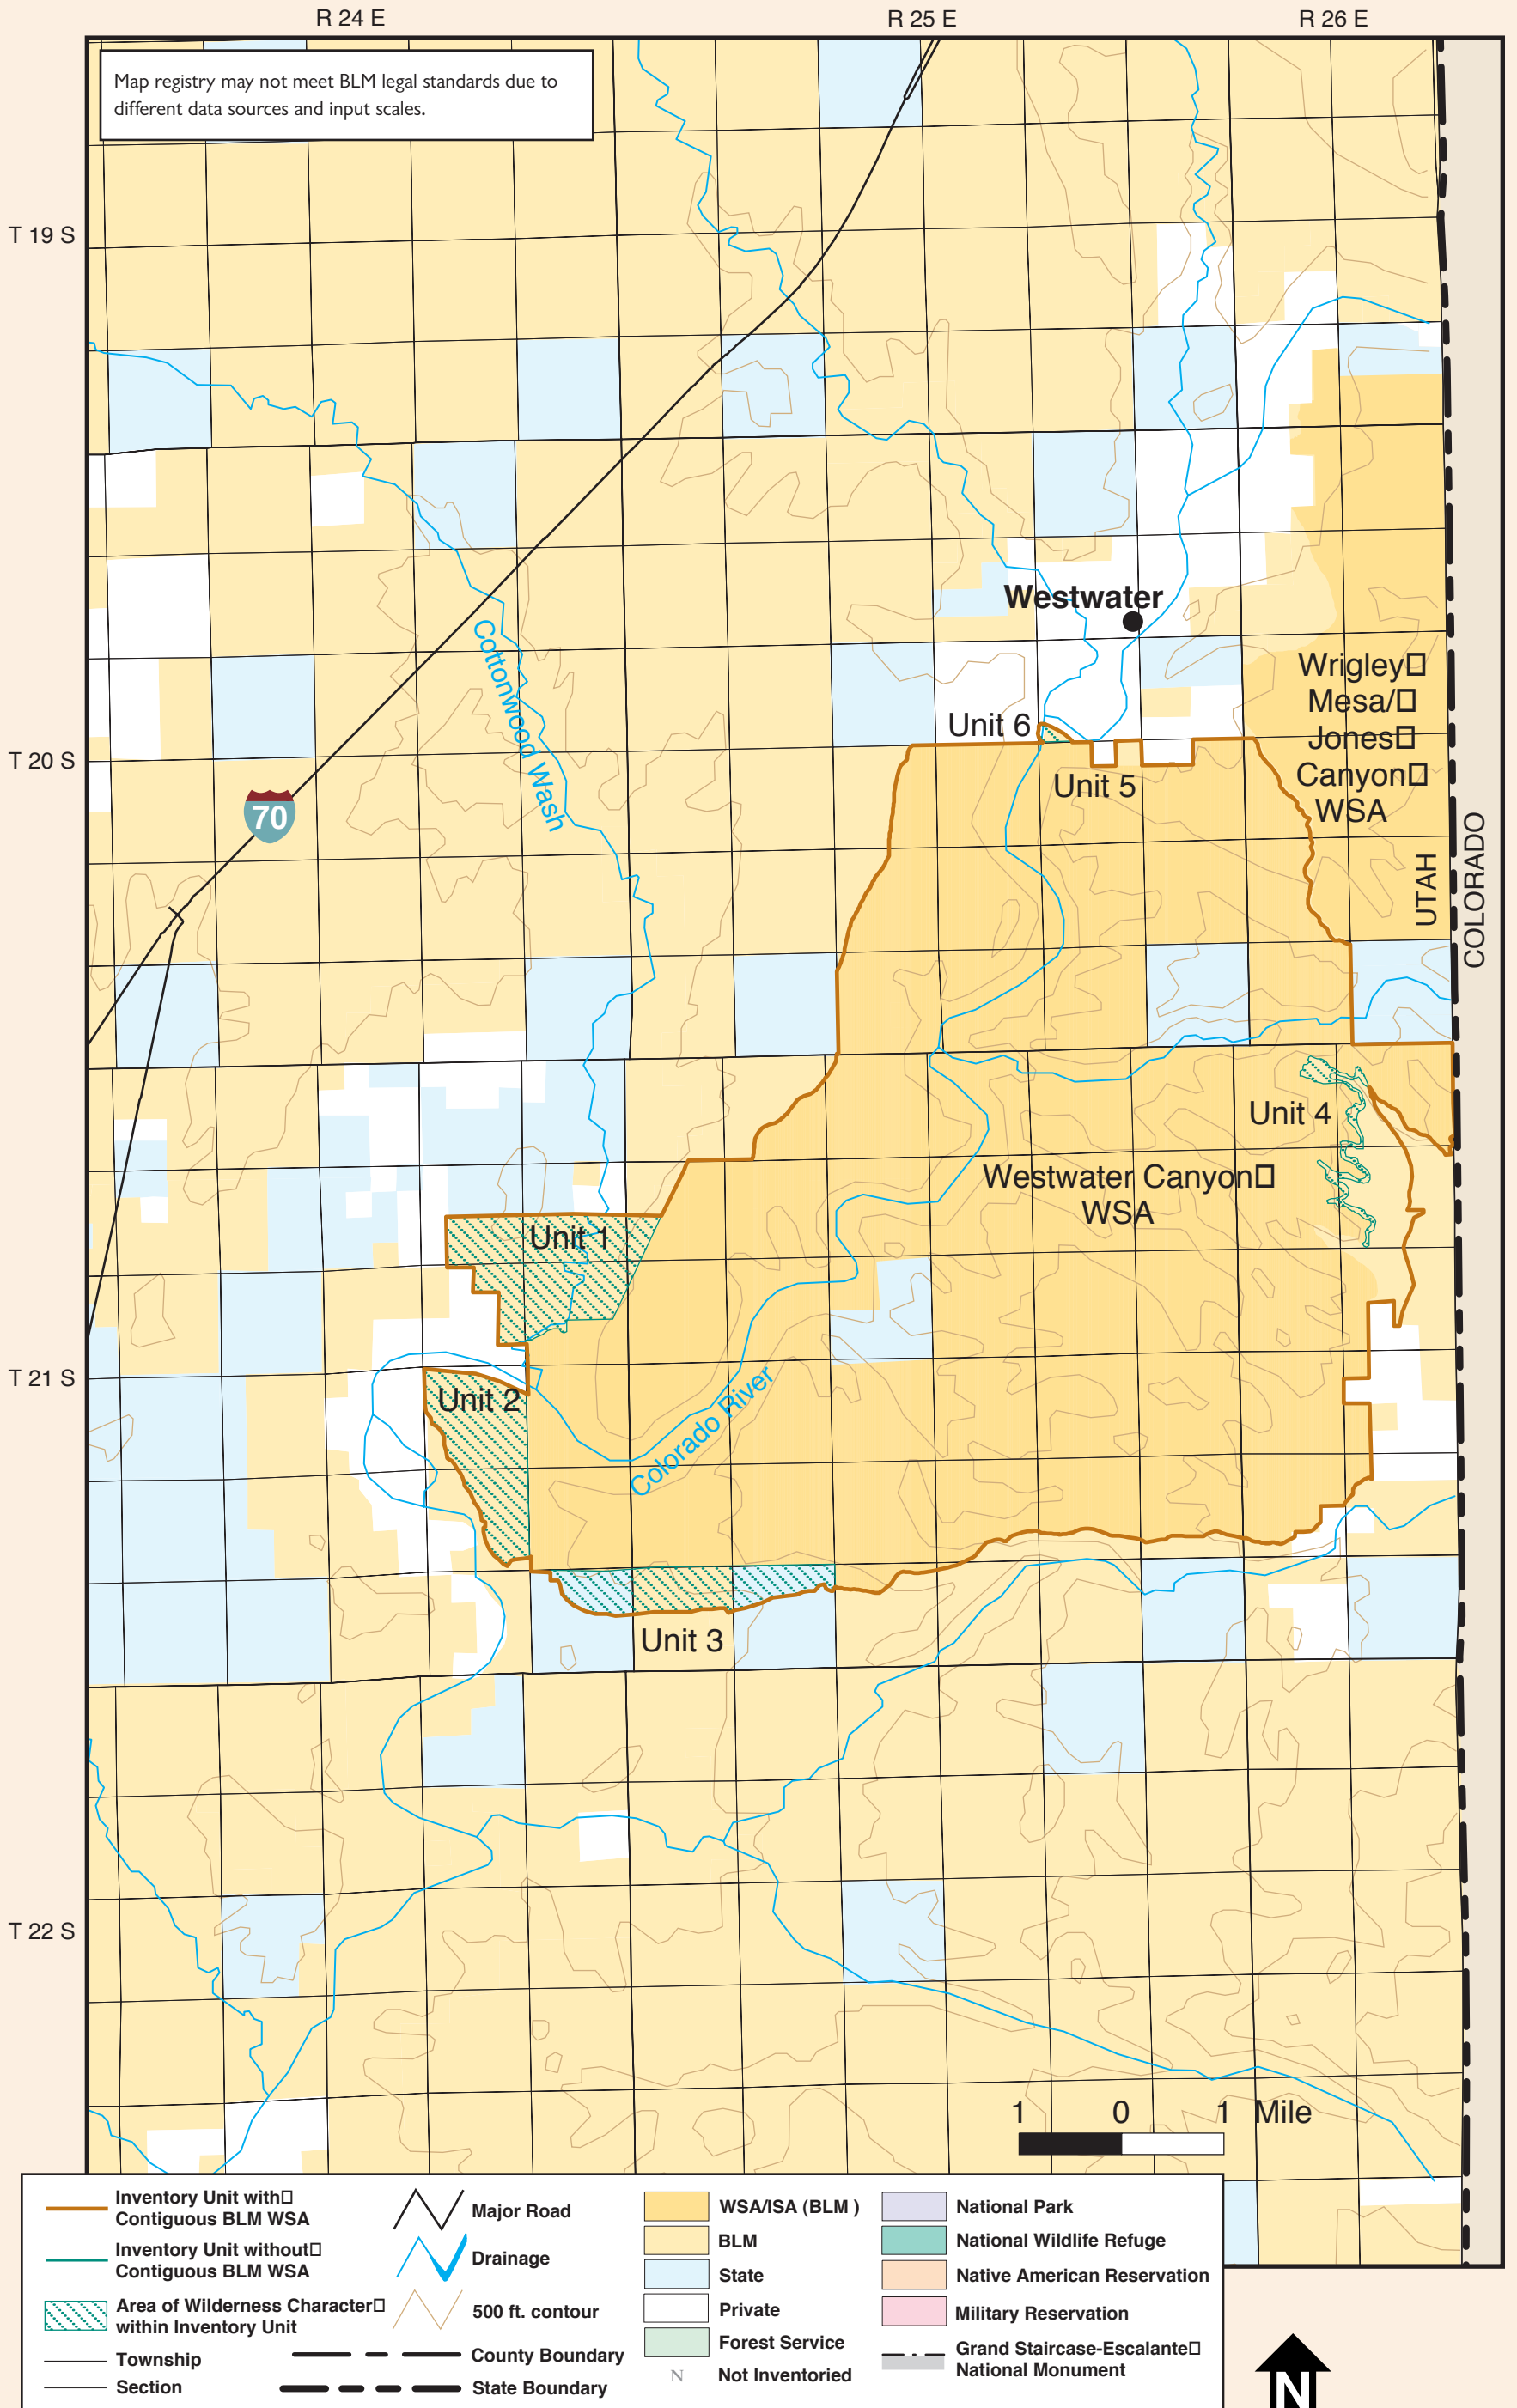 R 24 E
R 25 E
R 26 E
Map registry may not meet BLM legal standards due to
different data sources and input scales.
T 19 S
Westwater
Cottonwood Wash
Wrigley
Mesa/
Jones
Canyon
WSA
Unit 6
T 20 S
Unit 5
70
UTAH
COLORADO
Unit 4
Westwater Canyon
WSA
Unit 1
T 21 S
Unit 2
Colorado River
Unit 3
T 22 S
1 0 1 Mile
Inventory Unit with
Contiguous BLM WSA
Inventory Unit without
Contiguous BLM WSA
Area of Wilderness Character
within Inventory Unit
Township
Section
Major Road
Drainage
500 ft. contour
County Boundary
State Boundary
WSA/ISA (BLM )
BLM
State
Private
Forest Service
N Not Inventoried
National Park
National Wildlife Refuge
Native American Reservation
Military Reservation
Grand Staircase-Escalante
National Monument
N